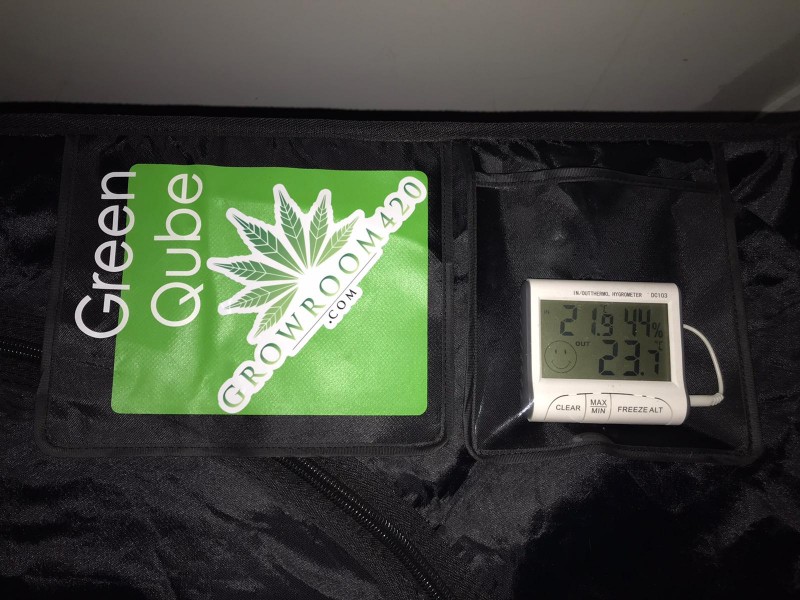 Green
Qube
GROWROOM420
.COM
IN/OUTTHERMO. HYGROMETER DC103
IN 21.9 44%
OUT 23.7
CLEAR MAX MIN FREEZE ALT